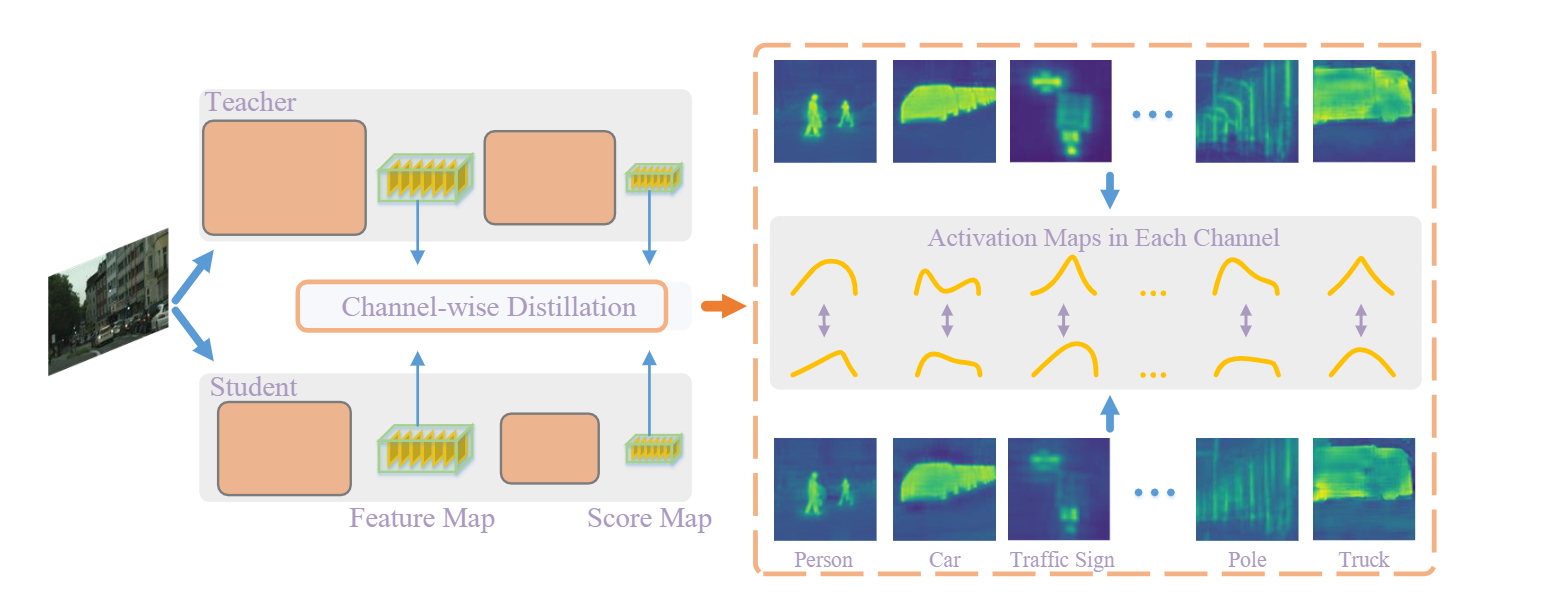 Teacher
Channel-wise Distillation
Student
Feature Map
Score Map
Activation Maps in Each Channel
Person
Car
Traffic Sign
Pole
Truck